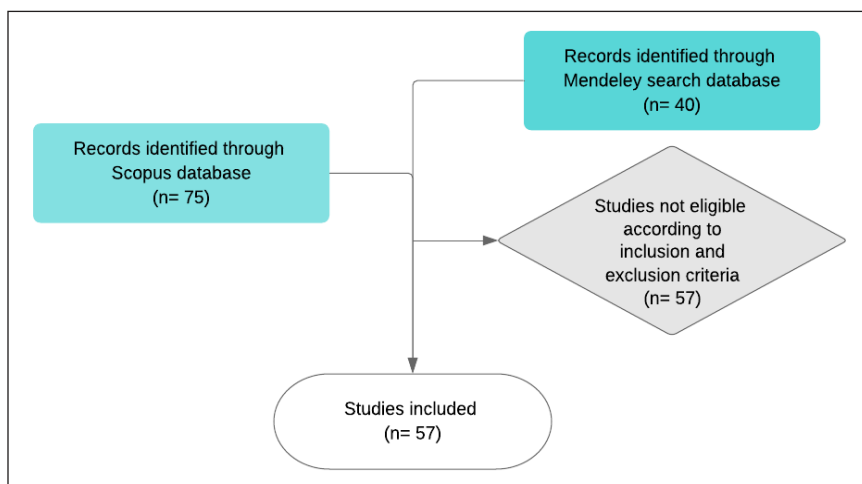 Records identified through
Mendeley search database
(n= 40)
Records identified through
Scopus database
(n= 75)
Studies not eligible
according to
inclusion and
exclusion criteria
(n= 57)
Studies included
(n= 57)